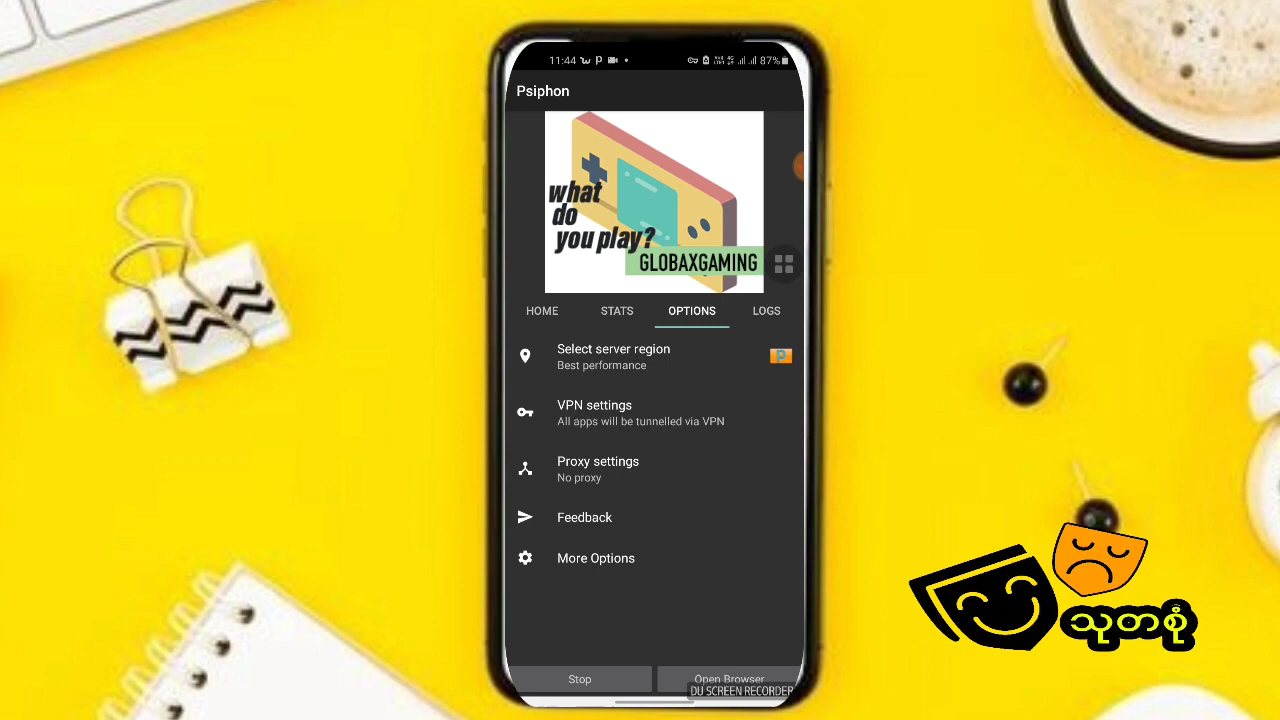 11:44
87%
Psiphon
what
do
you play?
GLOBAXGAMING
HOME
STATS
OPTIONS
LOGS
Select server region
Best performance
P
VPN settings
All apps will be tunnelled via VPN
Proxy settings
No proxy
Feedback
More Options
Stop
Open Browser
DU SCREEN RECORDER
သုတစုံ